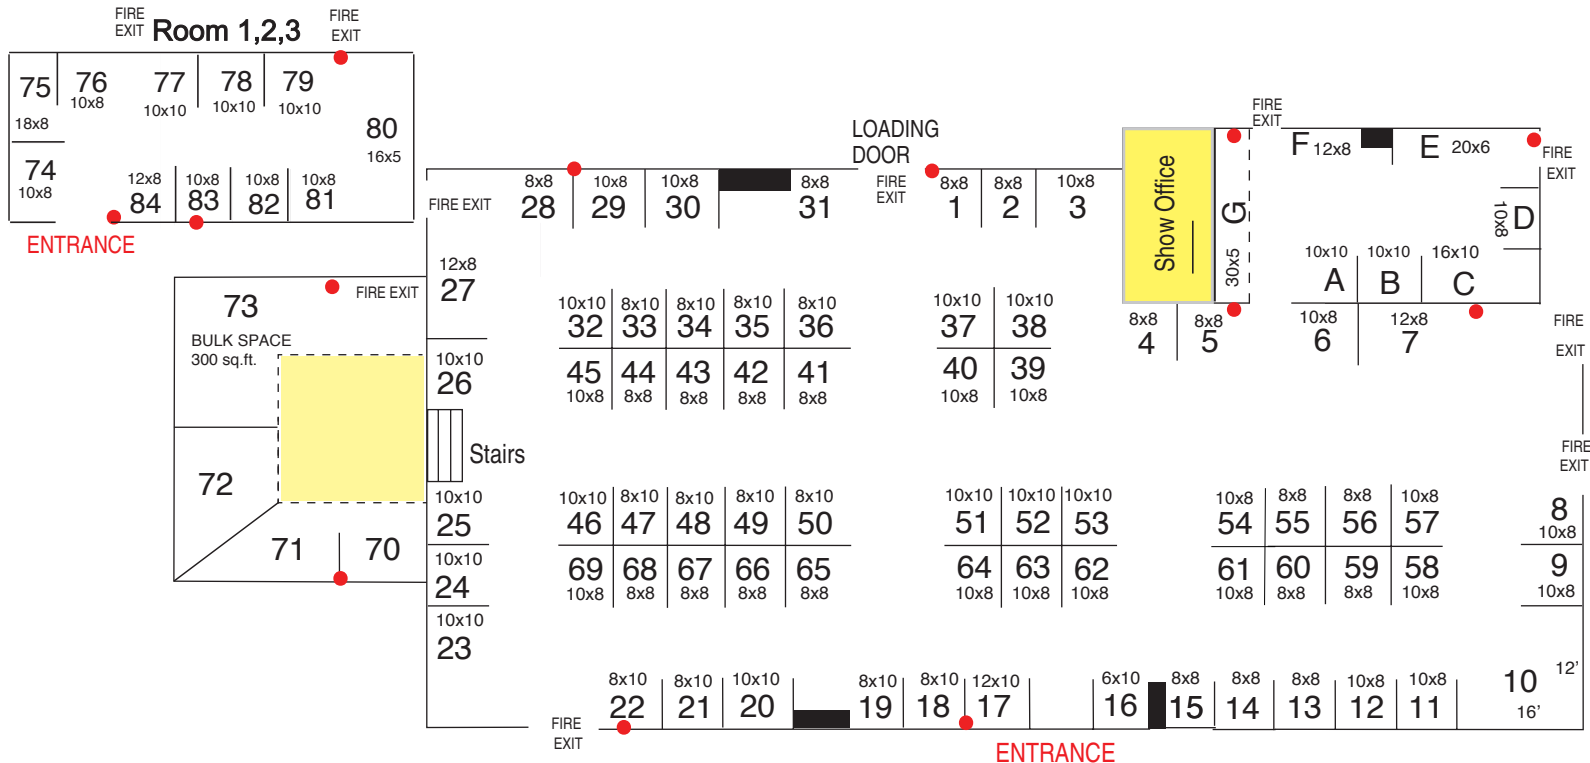 FIRE
EXIT
Room 1,2,3
FIRE
EXIT
75
18x8
76
10x8
77
10x10
78
10x10
79
10x10
80
16x5
74
10x8
12x8
84
10x8
83
10x8
82
10x8
81
ENTRANCE
LOADING
DOOR
FIRE
EXIT
FIRE EXIT
8x8
28
10x8
29
10x8
30
8x8
31
8x8
1
8x8
2
10x8
3
Show Office
G
30x5
FIRE
EXIT
F 12x8
E 20x6
FIRE
EXIT
D
10x8
10x10
A
10x10
B
16x10
C
73
BULK SPACE
300 sq.ft.
FIRE EXIT
12x8
27
10x10
26
8x8
4
8x8
5
10x8
6
12x8
7
FIRE
EXIT
10x10
32
8x10
33
8x10
34
8x10
35
8x10
36
10x10
37
10x10
38
45
10x8
44
8x8
43
8x8
42
8x8
41
8x8
40
10x8
39
10x8
Stairs
72
71
70
FIRE
EXIT
10x10
25
10x10
24
10x10
23
10x10
46
8x10
47
8x10
48
8x10
49
8x10
50
10x10
51
10x10
52
10x10
53
10x8
54
8x8
55
8x8
56
10x8
57
8
10x8
69
10x8
68
8x8
67
8x8
66
8x8
65
8x8
64
10x8
63
10x8
62
10x8
61
10x8
60
8x8
59
8x8
58
10x8
9
10x8
8x10
22
8x10
21
10x10
20
8x10
19
8x10
18
12x10
17
6x10
16
8x8
15
8x8
14
8x8
13
10x8
12
10x8
11
10
12'
16'
FIRE
EXIT
ENTRANCE